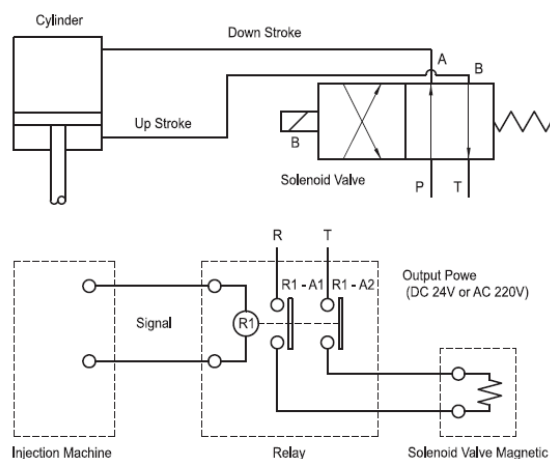 Cylinder
Down Stroke
A
B
Up Stroke
B
Solenoid Valve
P
T
R
T
R1 - A1
R1 - A2
Output Powe
(DC 24V or AC 220V)
Signal
R1
Injection Machine
Relay
Solenoid Valve Magnetic